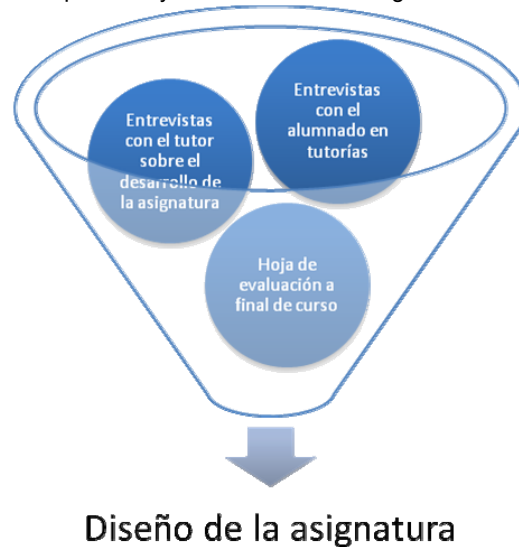 Entrevistas
con el tutor
sobre el
desarrollo de
la asignatura
Entrevistas
con el
alumnado en
tutorías
Hoja de
evaluación a
final de curso
Diseño de la asignatura